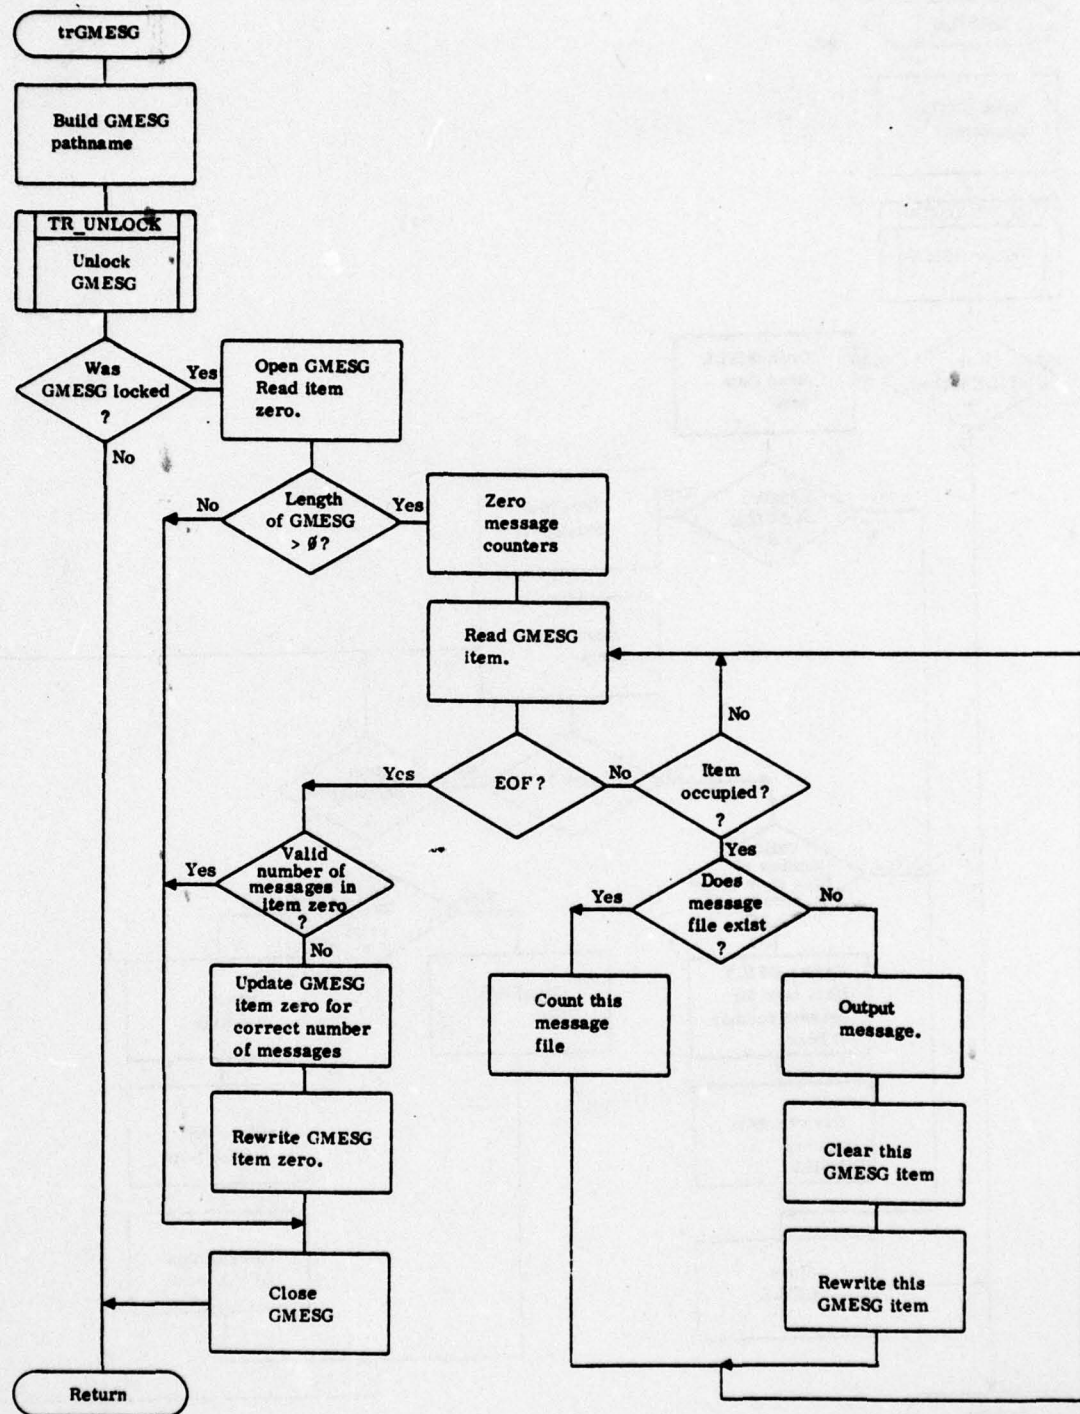 trGMESG
Build GMESG
pathname
TR_UNLOCK
Unlock
GMESG
Was
GMESG locked
?
Yes
No
Open GMESG
Read item
zero.
Length
of GMESG
> Ø?
No
Yes
Zero
message
counters
Read GMESG
item.
EOF?
Yes
No
Item
occupied?
?
No
Yes
Valid
number of
messages in
item zero
?
Yes
No
Does
message
file exist
?
Yes
No
Update GMESG
item zero for
correct number
of messages
Count this
message
file
Output
message.
Rewrite GMESG
item zero.
Clear this
GMESG item
Close
GMESG
Rewrite this
GMESG item
Return